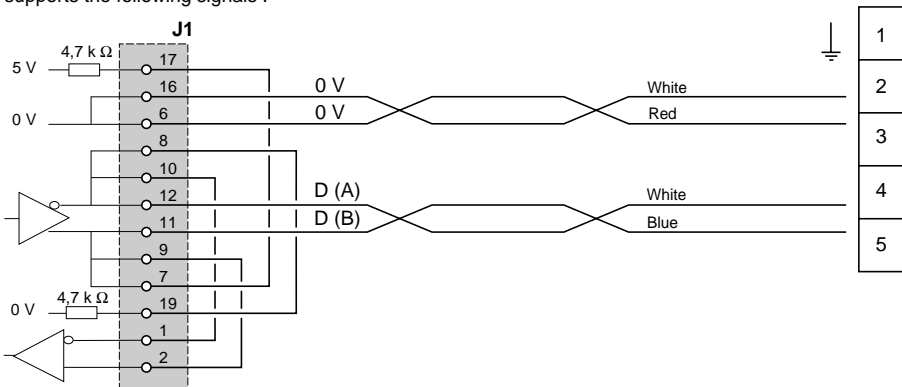 supports the following signals :
J1
4,7 k Ω
5 V
17
16
0 V
White
6
0 V
Red
0 V
8
10
12
D (A)
White
11
D (B)
Blue
9
7
4,7 k Ω
0 V
19
1
2
1
2
3
4
5